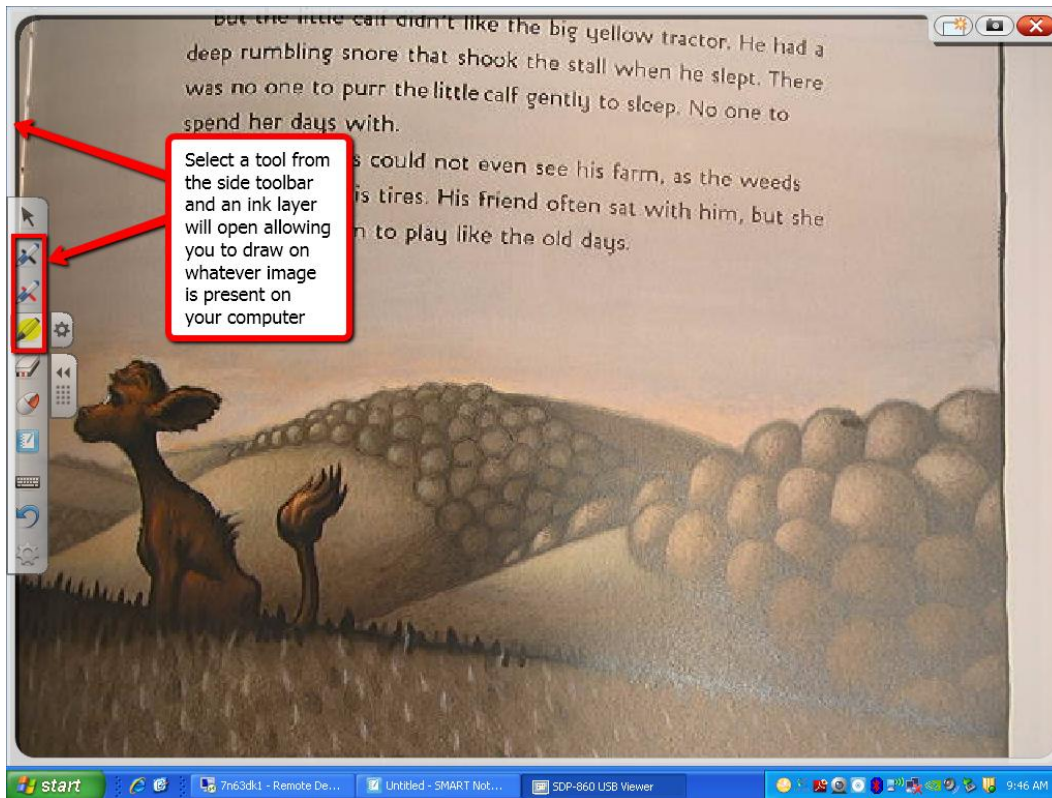 But the little calf didn't like the big yellow tractor. He had a
deep rumbling snore that shook the stall when he slept. There
was no one to purr the little calf gently to sleep. No one to
spend her days with.
s could not even see his farm, as the weeds
is tires. His friend often sat with him, but she
n to play like the old days.
Select a tool from
the side toolbar
and an ink layer
will open allowing
you to draw on
whatever image
is present on
your computer
start
7n63dk1 - Remote De...
Untitled - SMART Not...
SDP-860 USB Viewer
9:46 AM